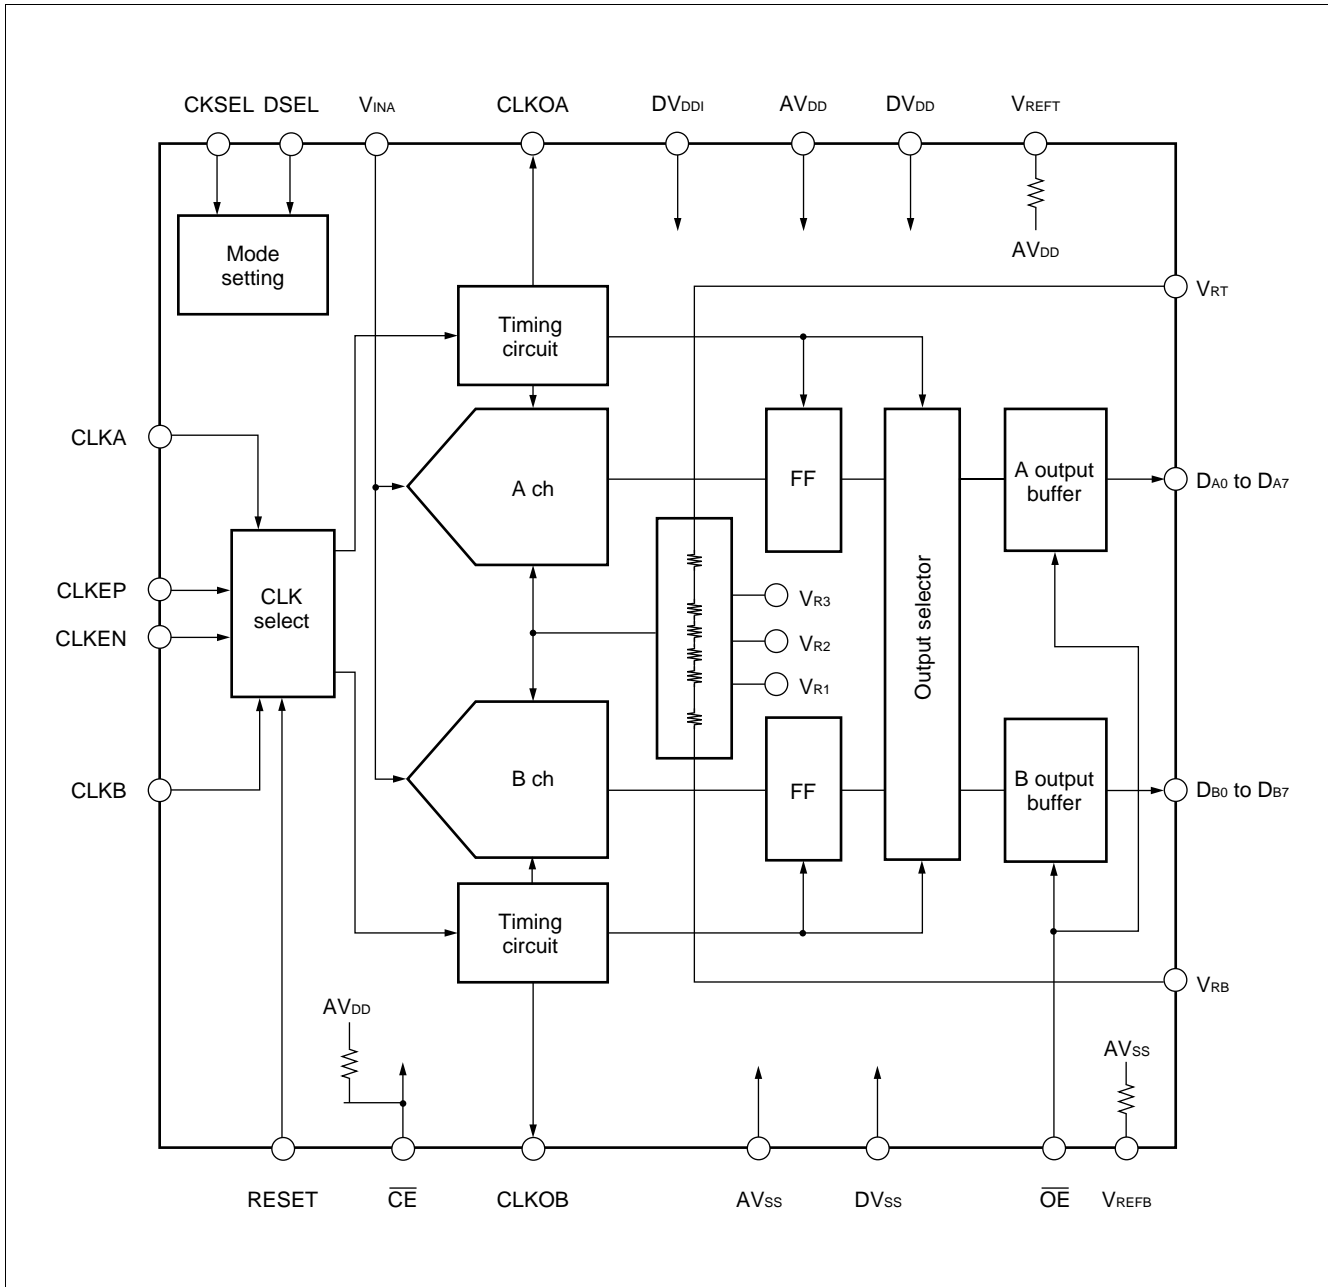 CKSEL DSEL VINA CLKOA DVDDI AVDD DVDD VREFT
AVDD
Mode
setting
VRT
Timing
circuit
CLKA
A ch
FF
A output
buffer
DA0 to DA7
CLKEP
CLKEN
CLK
select
VR3
VR2
VR1
Output selector
CLKB
B ch
FF
B output
buffer
DB0 to DB7
Timing
circuit
VRB
AVDD
AVSS
RESET CE CLKOB AVSS DVSS OE VREFB